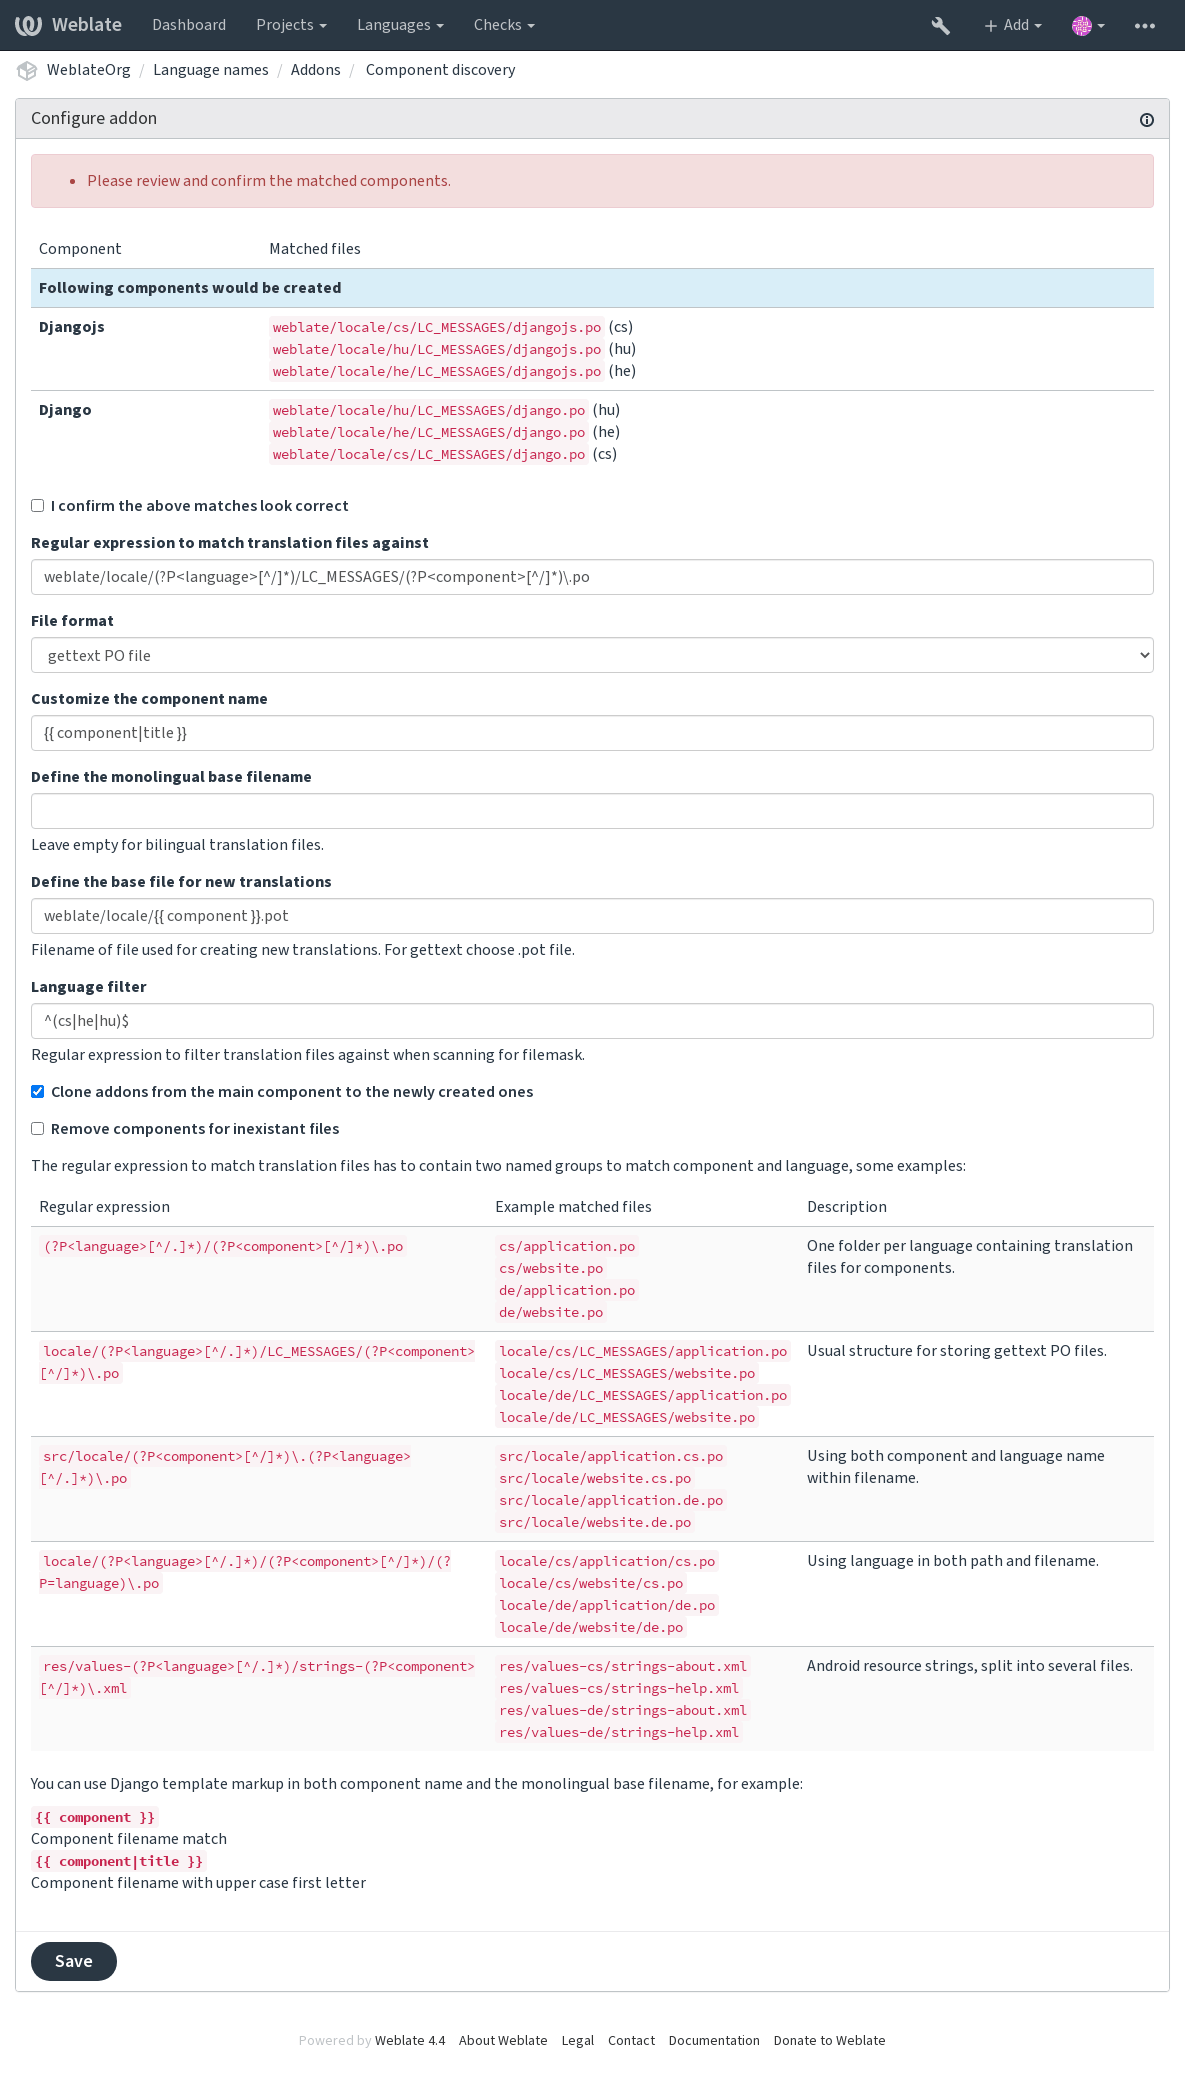 Weblate Dashboard Projects Languages Checks Add
WeblateOrg / Language names / Addons / Component discovery
Configure addon
Please review and confirm the matched components.
Component Matched files
Following components would be created
Djangojs weblate/locale/cs/LC_MESSAGES/djangojs.po (cs)
weblate/locale/hu/LC_MESSAGES/djangojs.po (hu)
weblate/locale/he/LC_MESSAGES/djangojs.po (he)
Django weblate/locale/hu/LC_MESSAGES/django.po (hu)
weblate/locale/he/LC_MESSAGES/django.po (he)
weblate/locale/cs/LC_MESSAGES/django.po (cs)
I confirm the above matches look correct
Regular expression to match translation files against
weblate/locale/(?P<language>[^/]*)/LC_MESSAGES/(?P<component>[^/]*)\.po
File format
gettext PO file
Customize the component name
{{ component|title }}
Define the monolingual base filename
Leave empty for bilingual translation files.
Define the base file for new translations
weblate/locale/{{ component }}.pot
Filename of file used for creating new translations. For gettext choose .pot file.
Language filter
^(cs|he|hu)$
Regular expression to filter translation files against when scanning for filemask.
Clone addons from the main component to the newly created ones
Remove components for inexistant files
The regular expression to match translation files has to contain two named groups to match component and language, some examples:
Regular expression Example matched files Description
(?P<language>[^/.]*)/(?P<component>[^/]*)\.po cs/application.po One folder per language containing translation
cs/website.po files for components.
de/application.po
de/website.po
locale/(?P<language>[^/.]*)/LC_MESSAGES/(?P<component> locale/cs/LC_MESSAGES/application.po Usual structure for storing gettext PO files.
[^/]*)\.po locale/cs/LC_MESSAGES/website.po
locale/de/LC_MESSAGES/application.po
locale/de/LC_MESSAGES/website.po
src/locale/(?P<component>[^/]*)\.(?P<language> src/locale/application.cs.po Using both component and language name
[^/.]*)\.po src/locale/website.cs.po within filename.
src/locale/application.de.po
src/locale/website.de.po
locale/(?P<language>[^/.]*)/(?P<component>[^/]*)/(? locale/cs/application/cs.po Using language in both path and filename.
P=language)\.po locale/cs/website/cs.po
locale/de/application/de.po
locale/de/website/de.po
res/values-(?P<language>[^/.]*)/strings-(?P<component> res/values-cs/strings-about.xml Android resource strings, split into several files.
[^/]*)\.xml res/values-cs/strings-help.xml
res/values-de/strings-about.xml
res/values-de/strings-help.xml
You can use Django template markup in both component name and the monolingual base filename, for example:
{{ component }}
Component filename match
{{ component|title }}
Component filename with upper case first letter
Save
Powered by Weblate 4.4 About Weblate Legal Contact Documentation Donate to Weblate